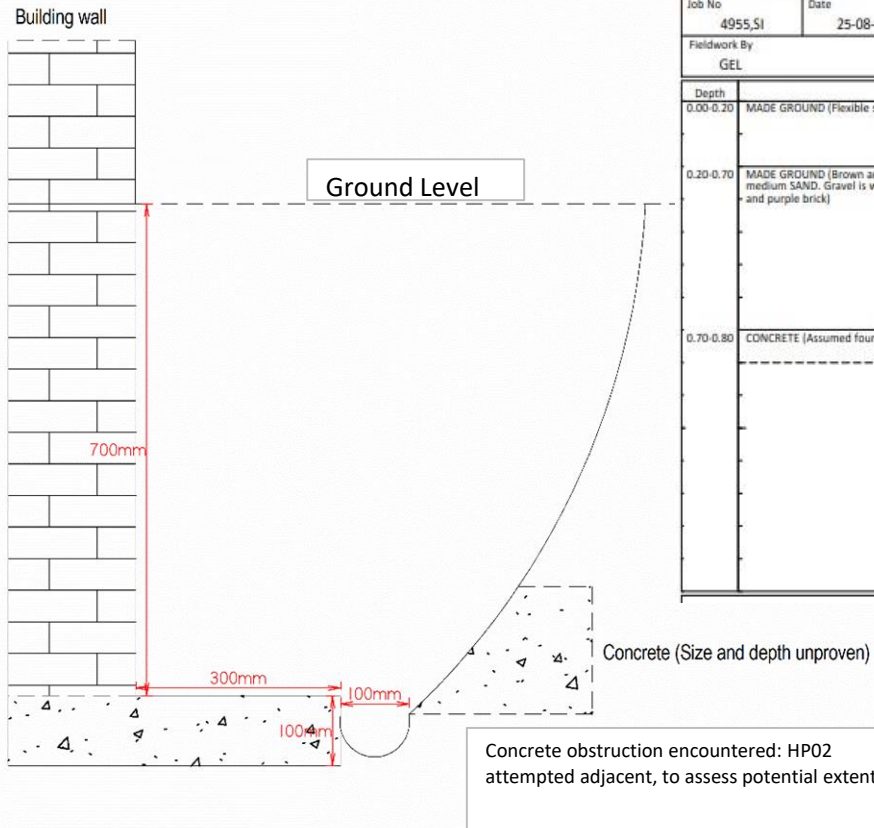 Building wall
Ground Level
700mm
300mm
100mm
100mm
Concrete (Size and depth unproven)
Concrete obstruction encountered: HP02
attempted adjacent, to assess potential extent
Job No
Date
4955,SI
25-08-
Fieldwork By
GEL
Depth
0.00-0.20 MADE GROUND (Flexible
0.20-0.70 MADE GROUND (Brown
medium SAND. Gravel is
and purple brick)
0.70-0.80 CONCRETE (Assumed